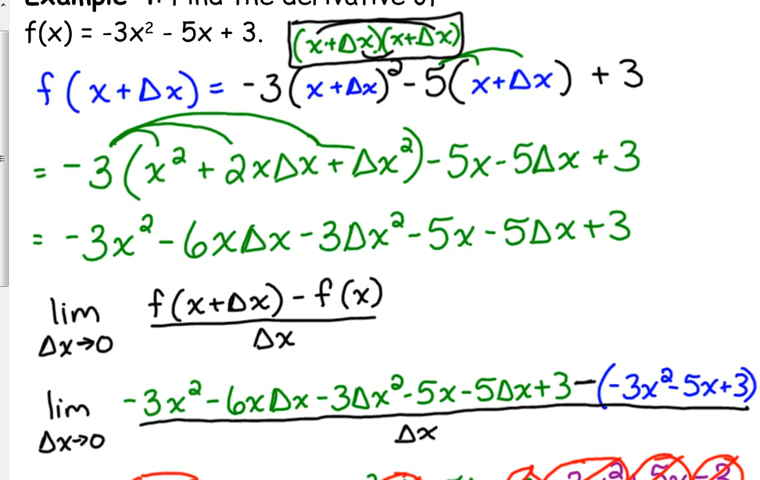 Example 4: Find the derivative of
f(x) = -3x² - 5x + 3.
(x+Δx)(x+Δx)
f(x+Δx) = -3(x+Δx)² - 5(x+Δx) + 3
= -3(x² + 2xΔx + Δx²) - 5x - 5Δx + 3
= -3x² - 6xΔx - 3Δx² - 5x - 5Δx + 3
lim Δx→0 f(x+Δx) - f(x) / Δx
lim Δx→0 -3x² - 6xΔx - 3Δx² - 5x - 5Δx + 3 - (-3x² - 5x + 3) / Δx